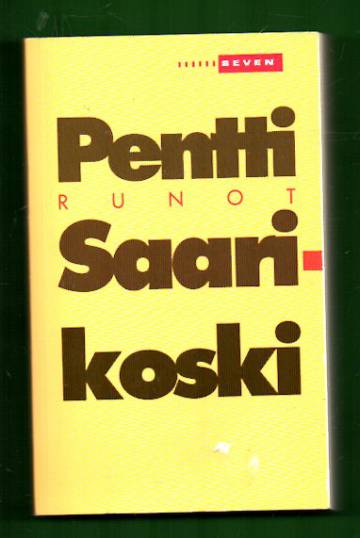 SEVEN
Pentti
RUNOT
Saari-
koski